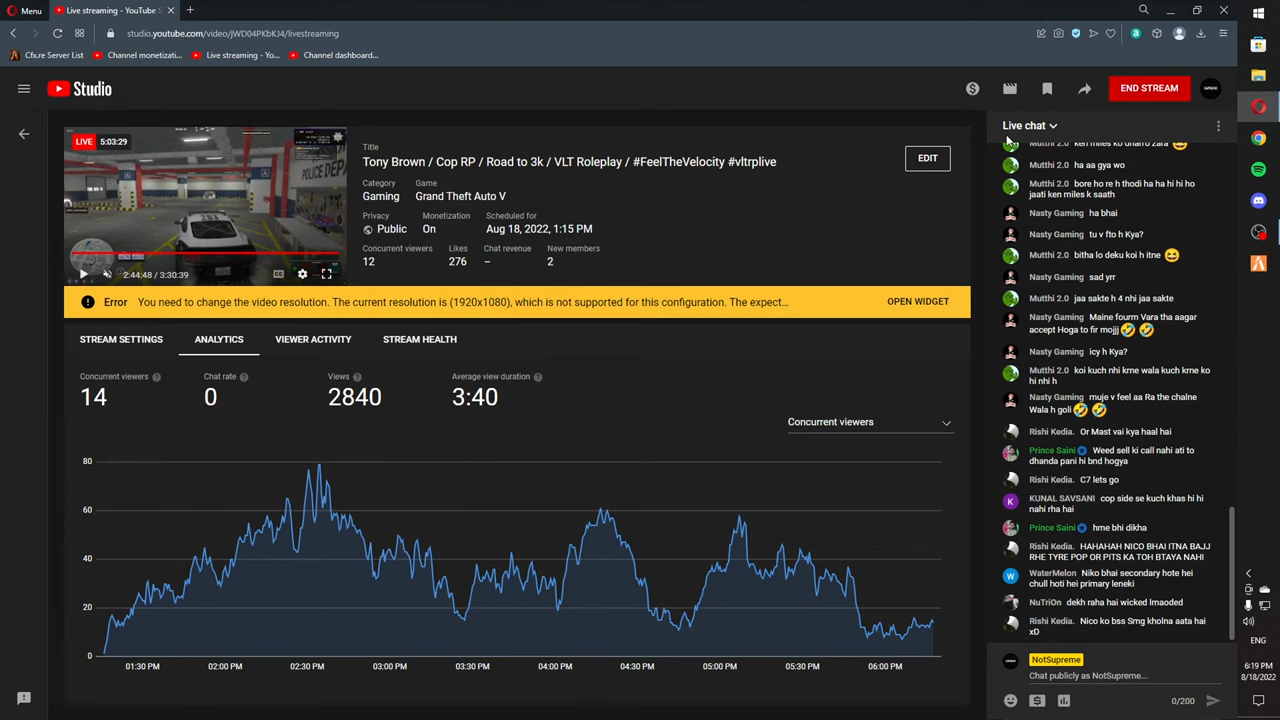 Menu
Live streaming - YouTube S
studio.youtube.com/video/jWD04PKbKJ4/livestreaming
Cfx.re Server List
Channel monetizati...
Live streaming - Yo...
Channel dashboard...
Studio
END STREAM
LIVE 5:03:29
POLICE DEPAR
2:44:48 / 3:30:39
Title
Tony Brown / Cop RP / Road to 3k / VLT Roleplay / #FeelTheVelocity #vltrplive
EDIT
Category Game
Gaming Grand Theft Auto V
Privacy Monetization Scheduled for
Public On Aug 18, 2022, 1:15 PM
Concurrent viewers Likes Chat revenue New members
12 276 – 2
Error You need to change the video resolution. The current resolution is (1920x1080), which is not supported for this configuration. The expect...
OPEN WIDGET
STREAM SETTINGS ANALYTICS VIEWER ACTIVITY STREAM HEALTH
Concurrent viewers Chat rate Views Average view duration
14 0 2840 3:40
Concurrent viewers
80
60
40
20
0
01:30 PM 02:00 PM 02:30 PM 03:00 PM 03:30 PM 04:00 PM 04:30 PM 05:00 PM 05:30 PM 06:00 PM
Live chat
Mutthi 2.0 ha aa gya wo
Mutthi 2.0 bore ho re h thodi ha ha hi hi ho
jaati ken miles k saath
Nasty Gaming ha bhai
Nasty Gaming tu v fto h Kya?
Mutthi 2.0 bitha lo deku koi h itne 😆
Nasty Gaming sad yrr
Mutthi 2.0 jaa sakte h 4 nhi jaa sakte
Nasty Gaming Maine fourm Vara tha aagar
accept Hoga to fir mojjj 🤣 🤣
Nasty Gaming icy h Kya?
Mutthi 2.0 koi kuch nhi krne wala kuch krne ko
hi nhi h
Nasty Gaming muje v feel aa Ra the chalne
Wala h goli 🤣 🤣
Rishi Kedia. Or Mast vai kya haal hai
Prince Saini Weed sell ki call nahi ati to
dhanda pani hi bnd hogya
Rishi Kedia. C7 lets go
KUNAL SAVSANI cop side se kuch khas hi hi
nahi rha hai
Prince Saini hme bhi dikha
Rishi Kedia. HAHAHAH NICO BHAI ITNA BAJJ
RHE TYRE POP OR PITS KA TOH BTAYA NAHI
WaterMelon Niko bhai secondary hote hei
chull hoti hei primary leneki
NuTriOn dekh raha hai wicked lmaoded
Rishi Kedia. Nico ko bss Smg kholna aata hai
xD
NotSupreme
Chat publicly as NotSupreme...
0/200
ENG
6:19 PM
8/18/2022